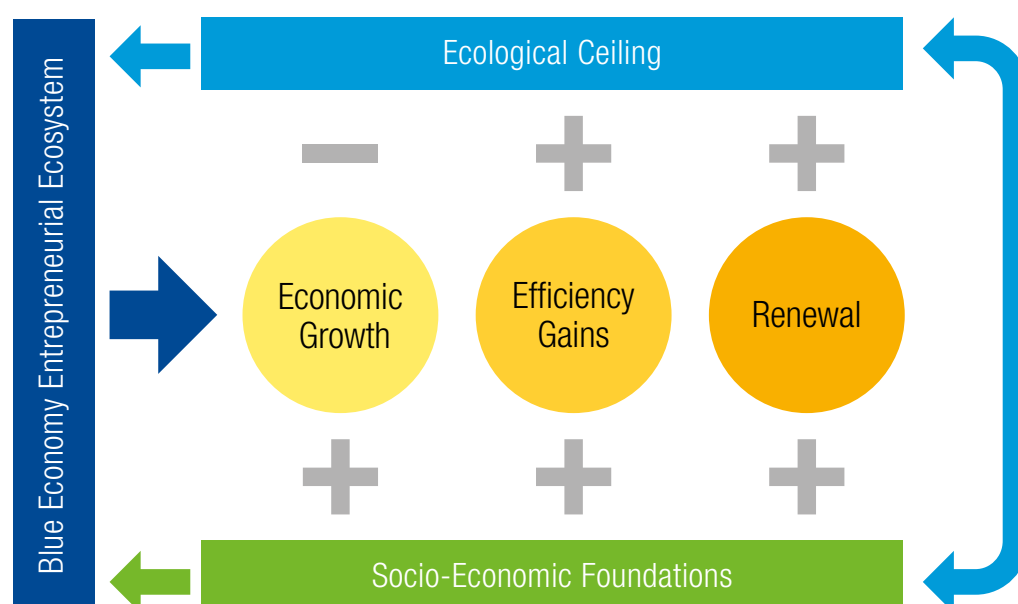 Blue Economy Entrepreneurial Ecosystem
Ecological Ceiling
Economic
Growth
Efficiency
Gains
Renewal
Socio-Economic Foundations